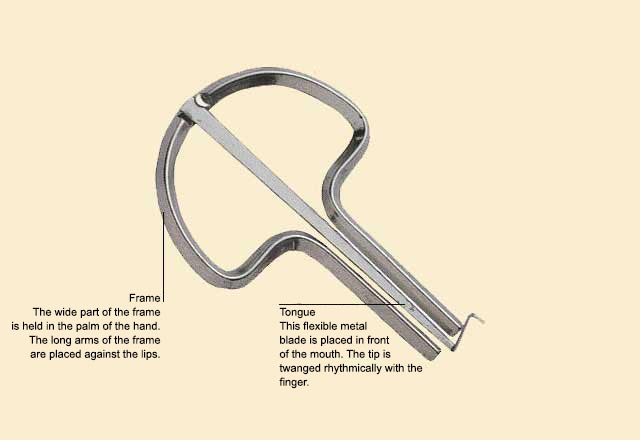 Frame
The wide part of the frame
is held in the palm of the hand.
The long arms of the frame
are placed against the lips.
Tongue
This flexible metal
blade is placed in front
of the mouth. The tip is
twanged rhythmically with the
finger.